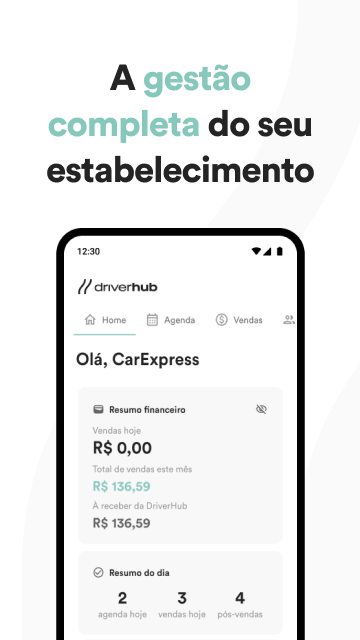 A gestão
completa do seu
estabelecimento
12:30
driverhub
Home Agenda Vendas
Olá, CarExpress
Resumo financeiro
Vendas hoje
R$ 0,00
Total de vendas este mês
R$ 136,59
À receber da DriverHub
R$ 136,59
Resumo do dia
2 3 4
agenda hoje vendas hoje pós-vendas